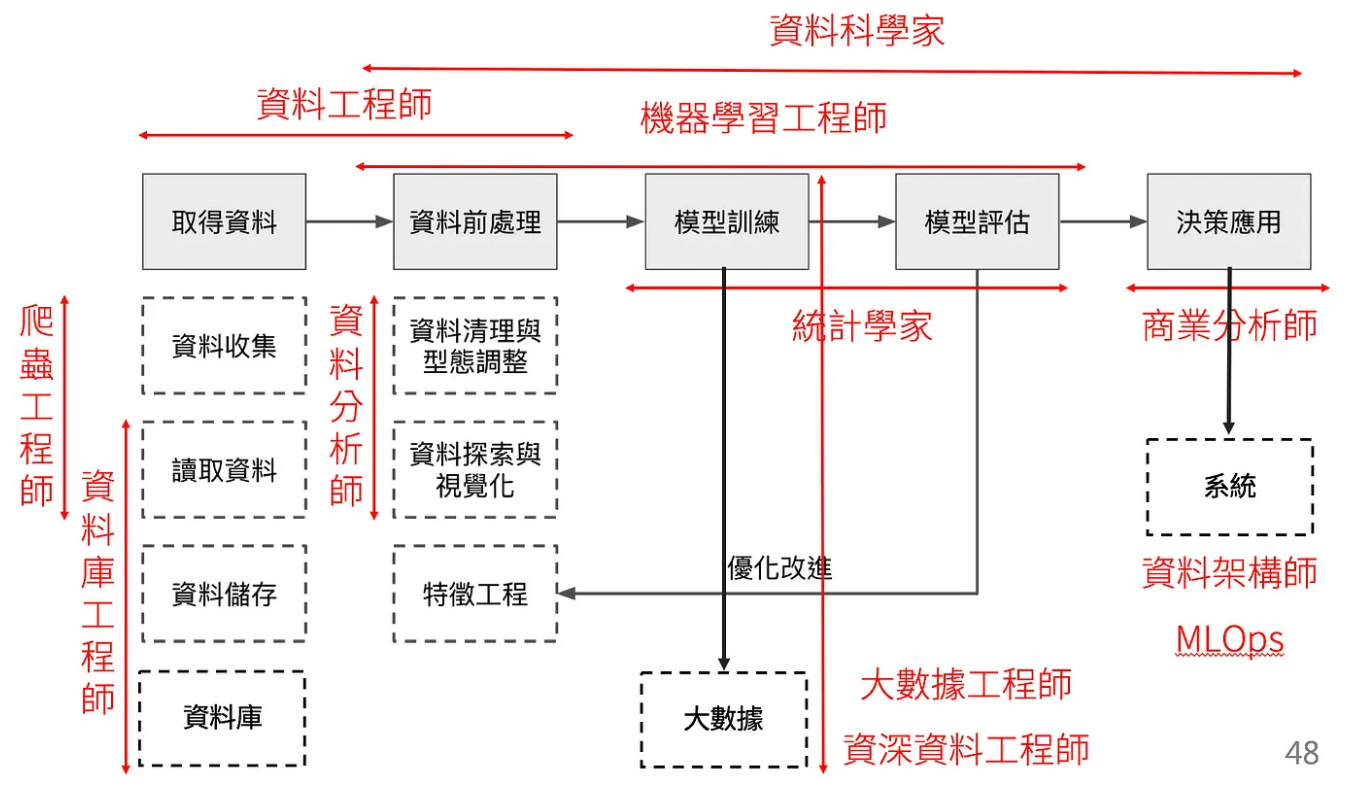 資料科學家
資料工程師
機器學習工程師
取得資料
資料前處理
模型訓練
模型評估
決策應用
爬蟲工程師
資料庫工程師
資料收集
讀取資料
資料儲存
資料庫
資料分析師
資料清理與
型態調整
資料探索與
視覺化
特徵工程
統計學家
優化改進
大數據
大數據工程師
資深資料工程師
商業分析師
系統
資料架構師
MLOps
48